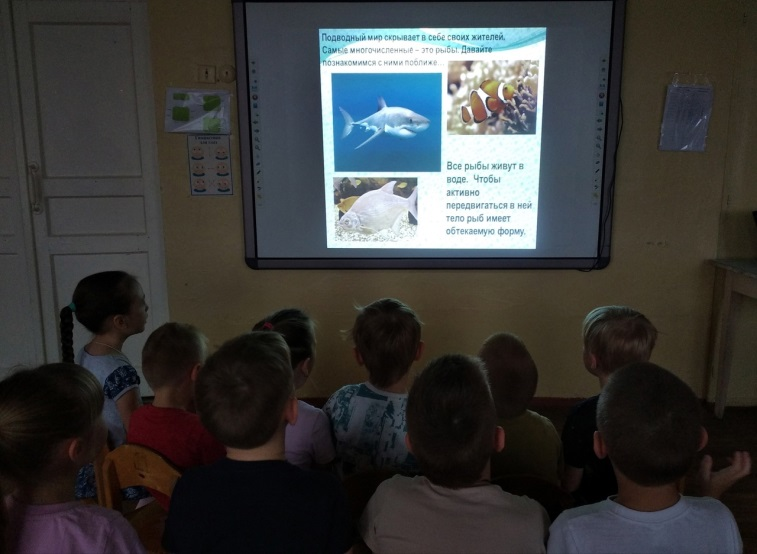 Подводный мир скрывает в себе своих жителей.
Самые многочисленные – это рыбы. Давайте
познакомимся с ними поближе...
Все рыбы живут в
воде. Чтобы
активно
передвигаться в ней
тело рыб имеет
обтекаемую форму.